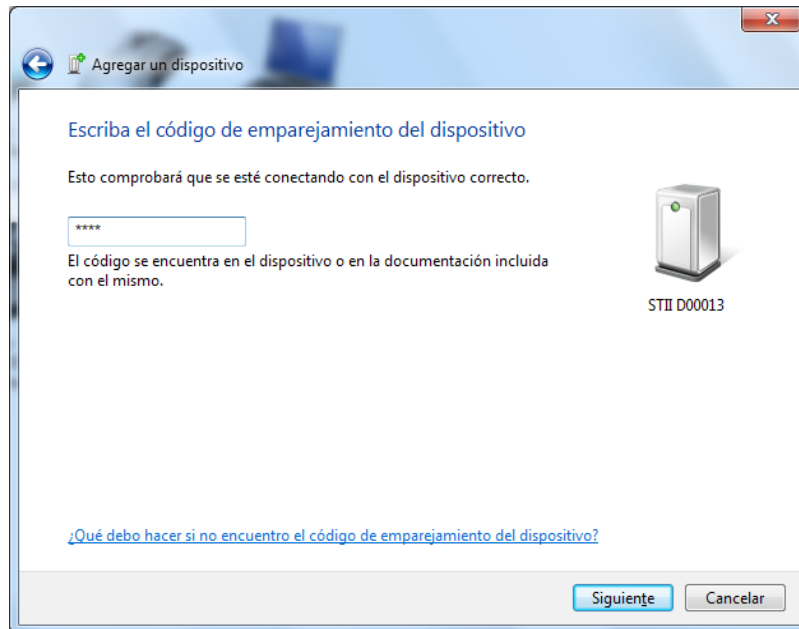 Agregar un dispositivo
Escriba el código de emparejamiento del dispositivo
Esto comprobará que se esté conectando con el dispositivo correcto.
****
El código se encuentra en el dispositivo o en la documentación incluida
con el mismo.
STII D00013
¿Qué debo hacer si no encuentro el código de emparejamiento del dispositivo?
Siguiente
Cancelar